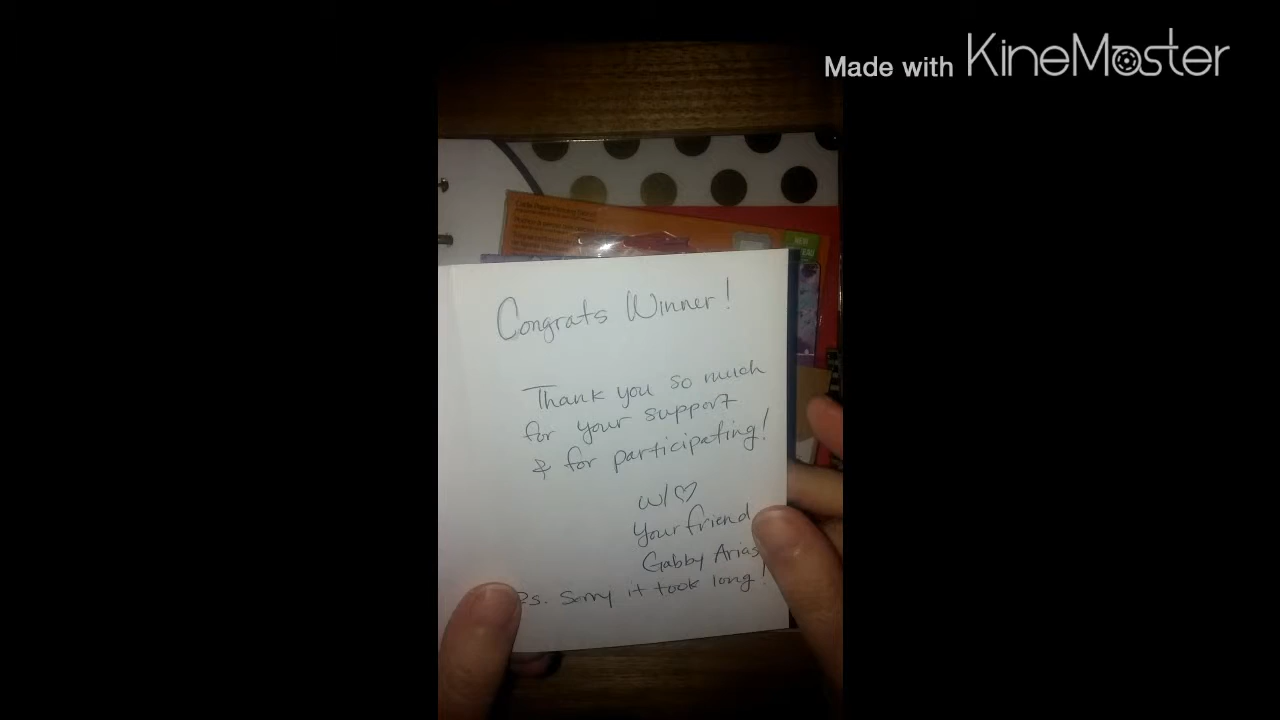 Made with KineMaster
NEW
Congrats Winner!
Thank you so much
for your support
& for participating!
w/♡
Your friend
Gabby Arias
Ps. Sorry it took long!